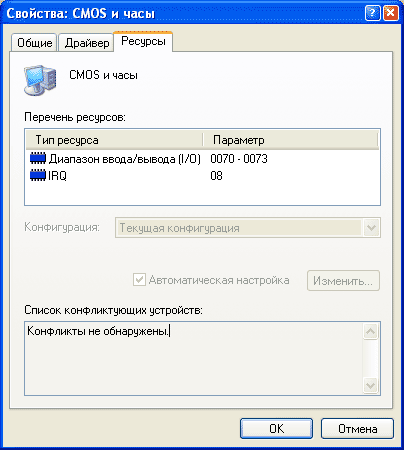 Свойства: CMOS и часы
Общие Драйвер Ресурсы
CMOS и часы
Перечень ресурсов:
Тип ресурса Параметр
Диапазон ввода/вывода (I/O) 0070 - 0073
IRQ 08
Конфигурация: Текущая конфигурация
Автоматическая настройка Изменить...
Список конфликтующих устройств:
Конфликты не обнаружены.
OK Отмена